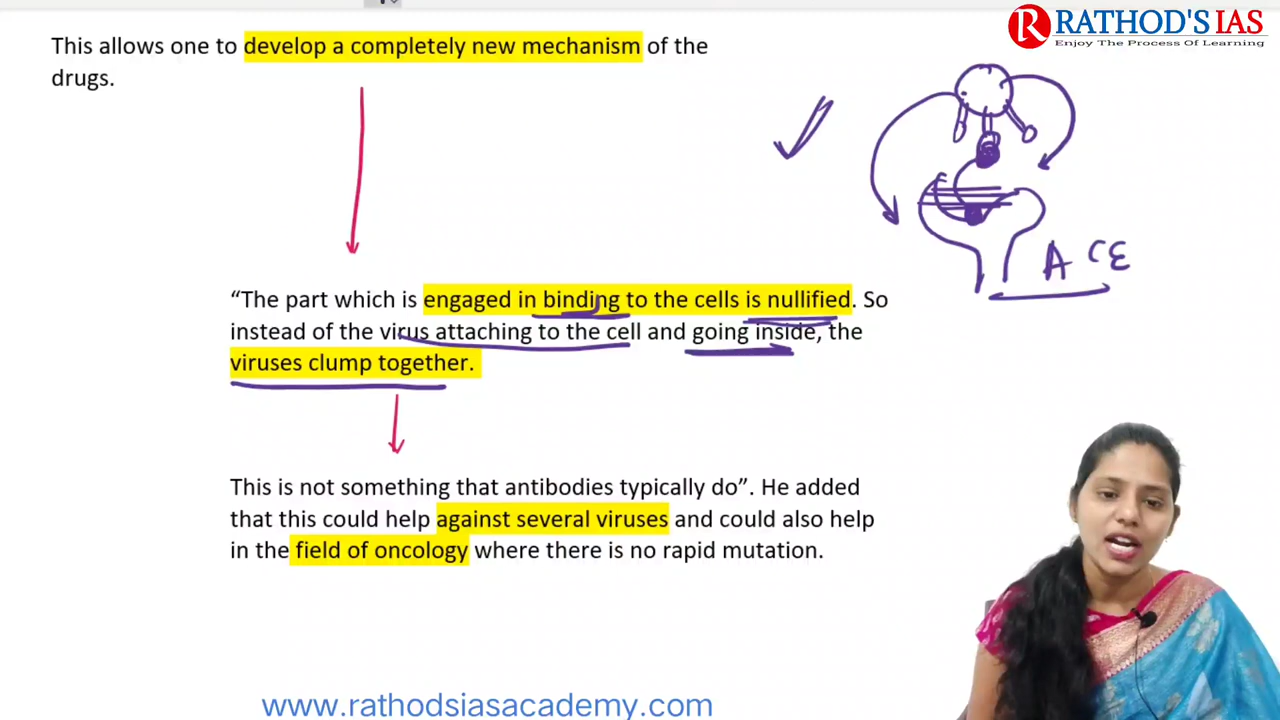 RATHOD'S IAS
Enjoy The Process Of Learning
This allows one to develop a completely new mechanism of the
drugs.
ACE
“The part which is engaged in binding to the cells is nullified. So
instead of the virus attaching to the cell and going inside, the
viruses clump together.
This is not something that antibodies typically do”. He added
that this could help against several viruses and could also help
in the field of oncology where there is no rapid mutation.
www.rathodsiasacademy.com